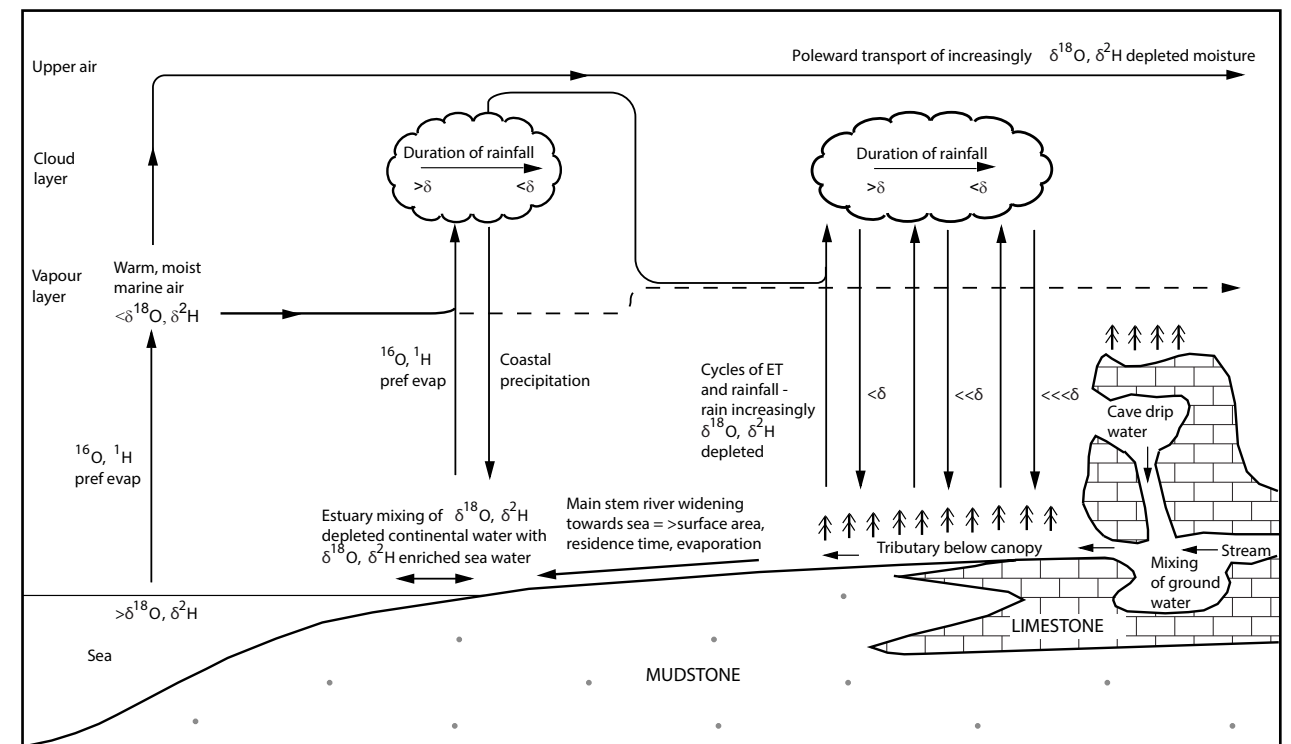 Upper air
Poleward transport of increasingly δ¹⁸O, δ²H depleted moisture
Cloud
layer
Duration of rainfall
>δ <δ
Duration of rainfall
>δ <δ
Vapour
layer
Warm, moist
marine air
<δ¹⁸O, δ²H
¹⁶O, ¹H
pref evap
¹⁶O, ¹H
pref evap
Coastal
precipitation
Cycles of ET
and rainfall -
rain increasingly
δ¹⁸O, δ²H
depleted
<δ
<<δ
<<<δ
Cave drip
water
Estuary mixing of δ¹⁸O, δ²H
depleted continental water with
δ¹⁸O, δ²H enriched sea water
Main stem river widening
towards sea = >surface area,
residence time, evaporation
Tributary below canopy
Stream
Mixing
of ground
water
>δ¹⁸O, δ²H
Sea
LIMESTONE
MUDSTONE